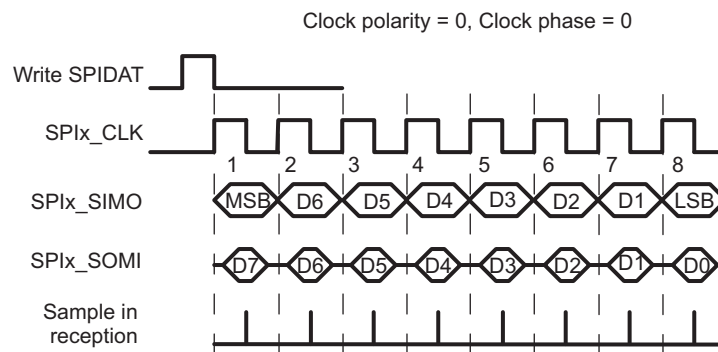 Clock polarity = 0, Clock phase = 0
Write SPIDAT
SPIx_CLK
1 2 3 4 5 6 7 8
SPIx_SIMO
MSB D6 D5 D4 D3 D2 D1 LSB
SPIx_SOMI
D7 D6 D5 D4 D3 D2 D1 D0
Sample in
reception